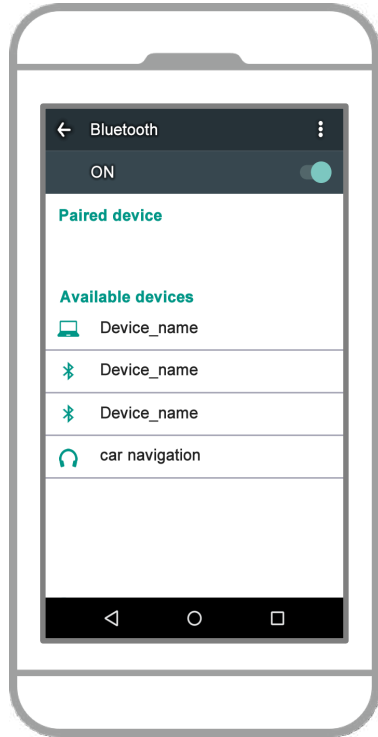 Bluetooth
ON
Paired device
Available devices
Device_name
Device_name
Device_name
car navigation